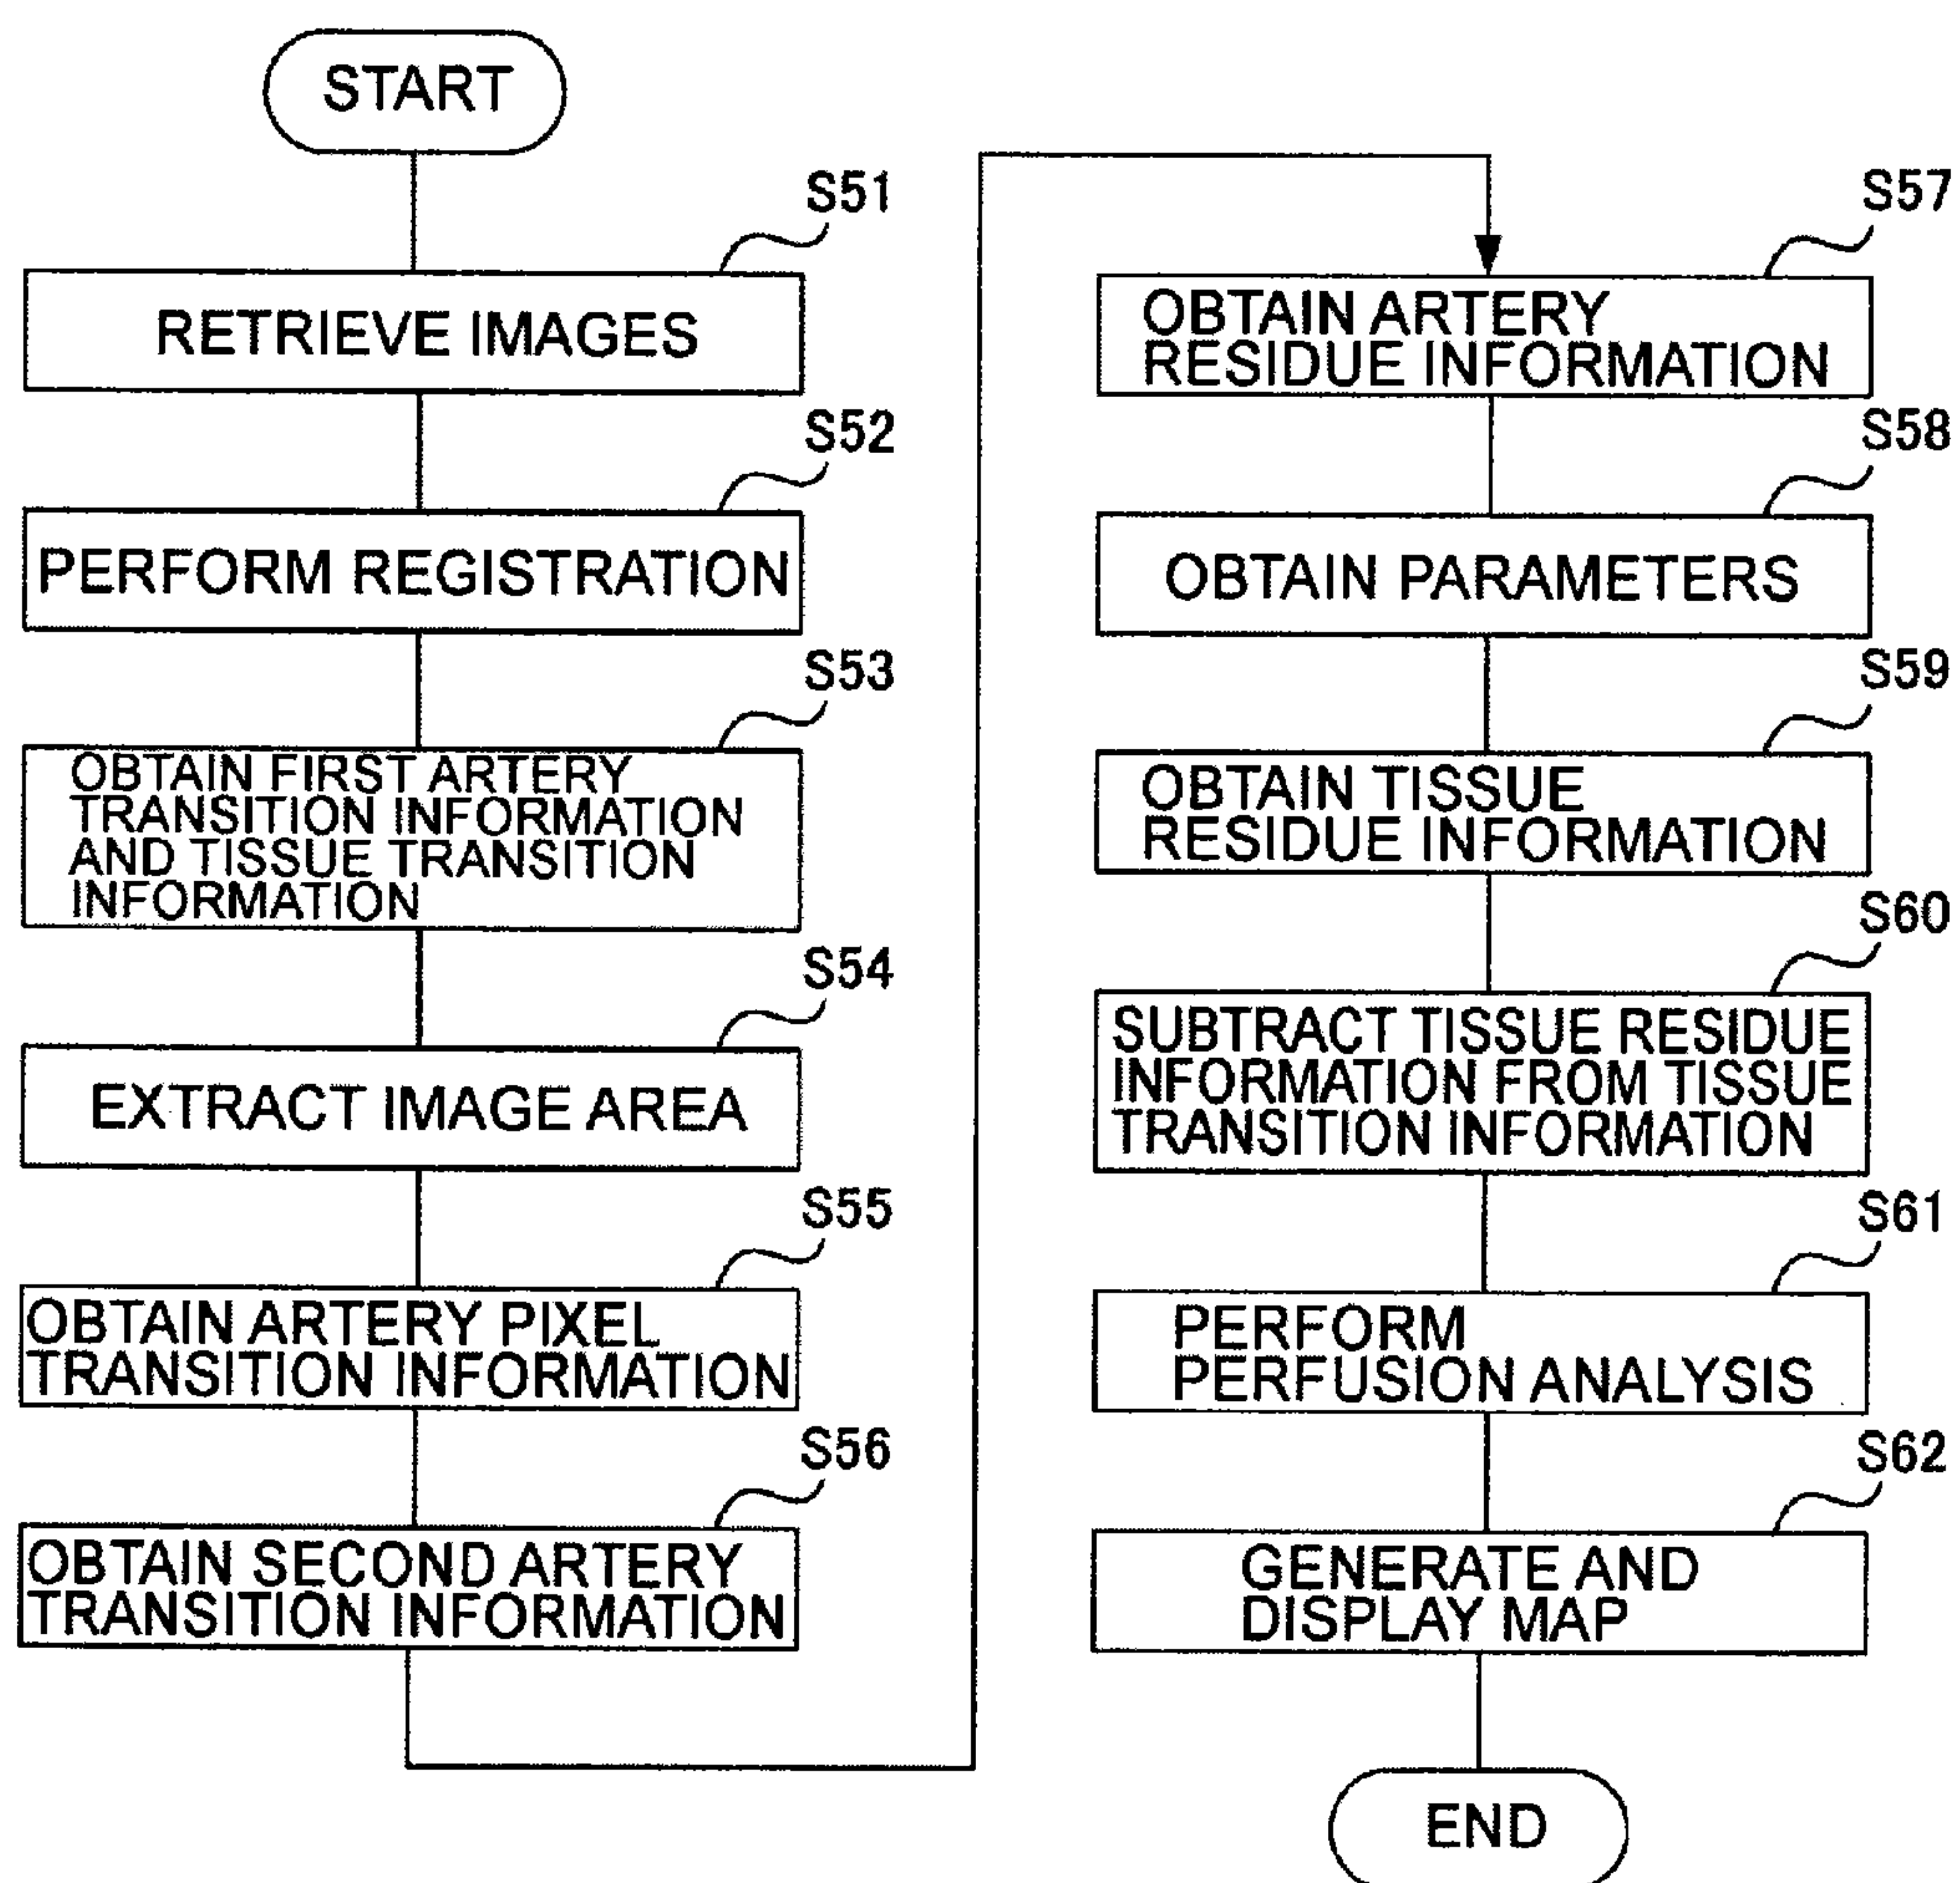 START
S51
RETRIEVE IMAGES
S52
PERFORM REGISTRATION
S53
OBTAIN FIRST ARTERY
TRANSITION INFORMATION
AND TISSUE TRANSITION
INFORMATION
S54
EXTRACT IMAGE AREA
S55
OBTAIN ARTERY PIXEL
TRANSITION INFORMATION
S56
OBTAIN SECOND ARTERY
TRANSITION INFORMATION
S57
OBTAIN ARTERY
RESIDUE INFORMATION
S58
OBTAIN PARAMETERS
S59
OBTAIN TISSUE
RESIDUE INFORMATION
S60
SUBTRACT TISSUE RESIDUE
INFORMATION FROM TISSUE
TRANSITION INFORMATION
S61
PERFORM
PERFUSION ANALYSIS
S62
GENERATE AND
DISPLAY MAP
END